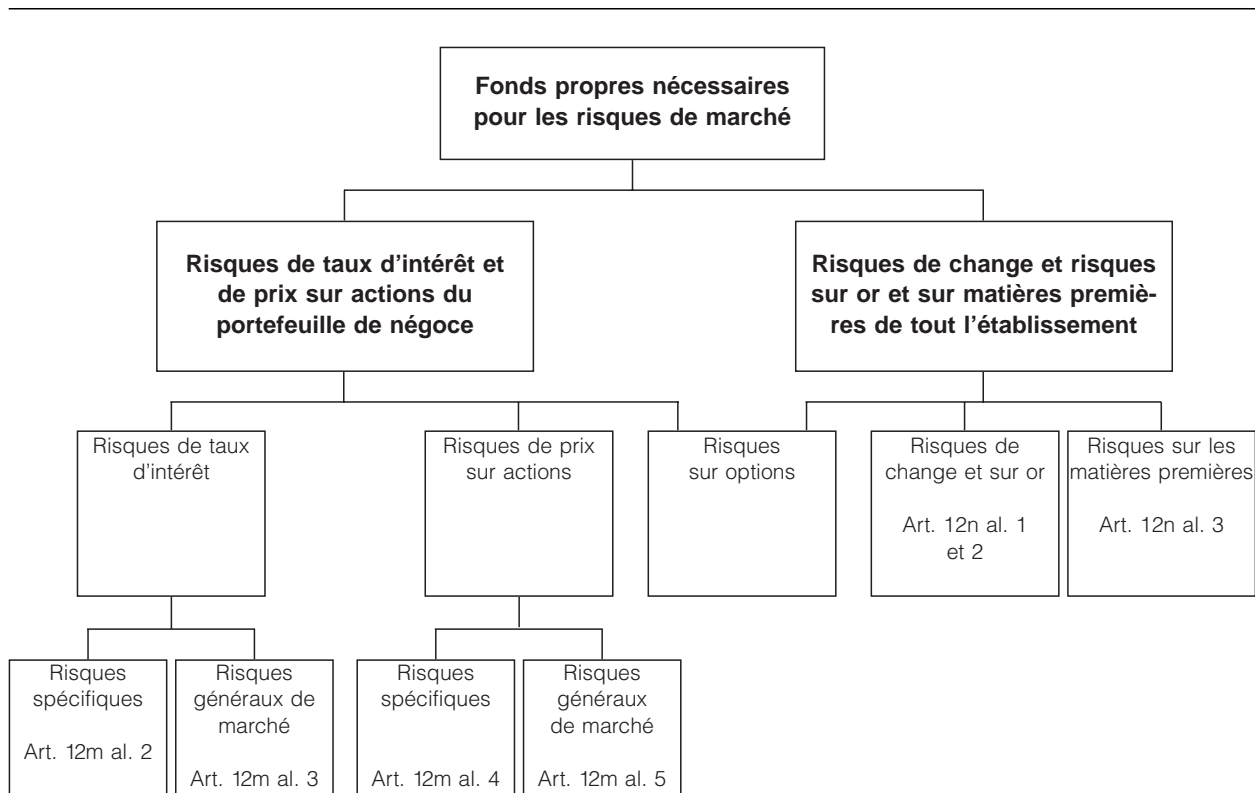 Fonds propres nécessaires
pour les risques de marché
Risques de taux d'intérêt et
de prix sur actions du
portefeuille de négoce
Risques de change et risques
sur or et sur matières premiè-
res de tout l'établissement
Risques de taux
d'intérêt
Risques de prix
sur actions
Risques
sur options
Risques de
change et sur or
Art. 12n al. 1
et 2
Risques sur les
matières premières
Art. 12n al. 3
Risques
spécifiques
Art. 12m al. 2
Risques
généraux de
marché
Art. 12m al. 3
Risques
spécifiques
Art. 12m al. 4
Risques
généraux
de marché
Art. 12m al. 5